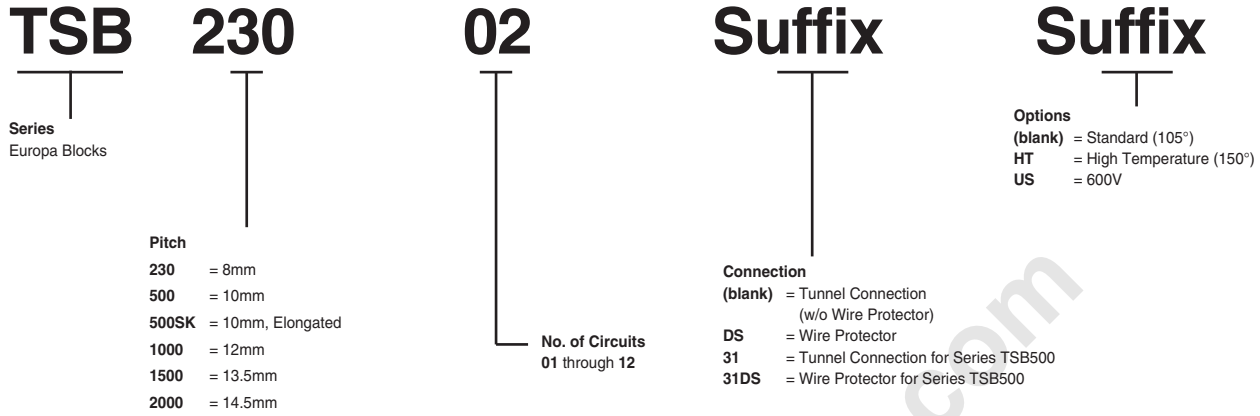 TSB 230 02 Suffix Suffix
Series
Europa Blocks
Pitch
230 = 8mm
500 = 10mm
500SK = 10mm, Elongated
1000 = 12mm
1500 = 13.5mm
2000 = 14.5mm
No. of Circuits
01 through 12
Connection
(blank) = Tunnel Connection
(w/o Wire Protector)
DS = Wire Protector
31 = Tunnel Connection for Series TSB500
31DS = Wire Protector for Series TSB500
Options
(blank) = Standard (105°)
HT = High Temperature (150°)
US = 600V
.com